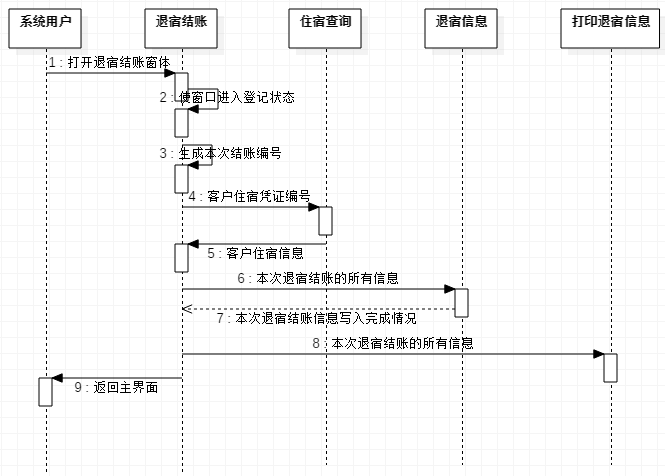 系统用户
退宿结账
住宿查询
退宿信息
打印退宿信息
1 : 打开退宿结账窗体
2 : 使窗口进入登记状态
3 : 生成本次结账编号
4 : 客户住宿凭证编号
5 : 客户住宿信息
6 : 本次退宿结账的所有信息
7 : 本次退宿结账信息写入完成情况
8 : 本次退宿结账的所有信息
9 : 返回主界面